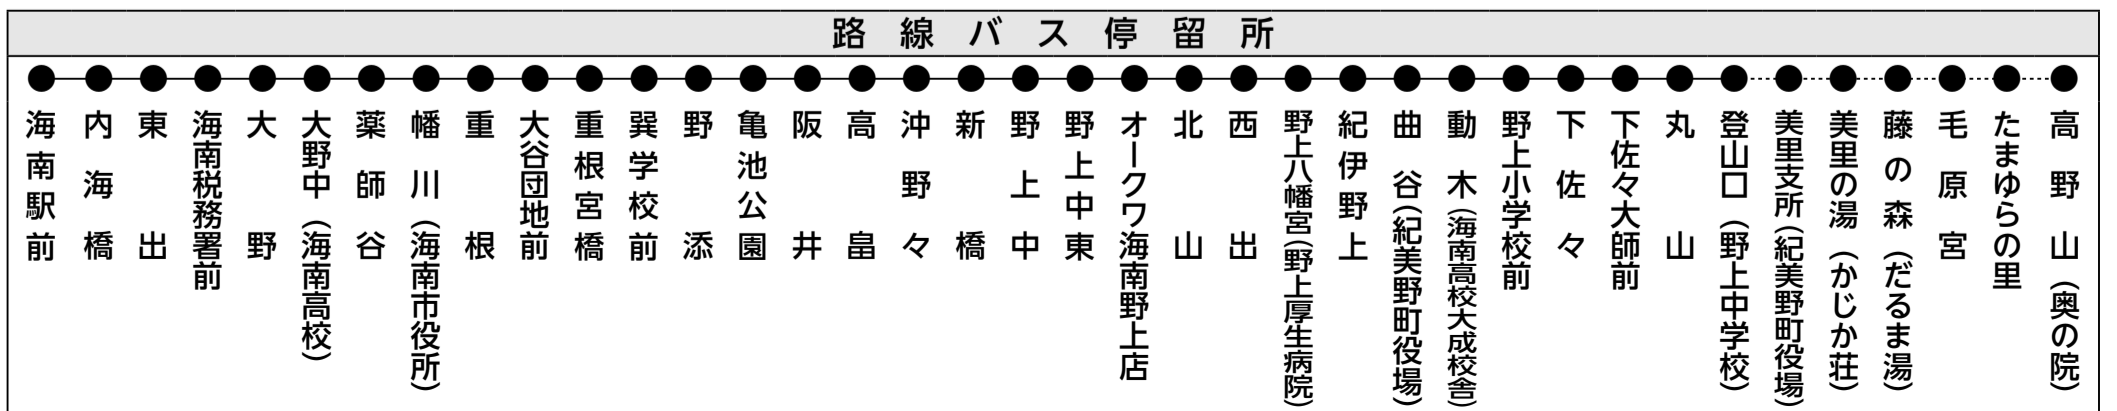 路線バス停留所
海南駅前
内海橋
東出
海南税務署前
大野
大野中（海南高校）
薬師谷
幡川（海南市役所）
重根
大谷団地前
重根宮橋
巽学校前
野添
亀池公園
阪井
高畠
沖野々
新橋
野上中
野上中東
オークワ海南野上店
北山
西出
野上八幡宮（野上厚生病院）
紀伊野上
曲谷（紀美野町役場）
動木（海南高校大成校舎）
野上小学校前
下佐々
下佐々大師前
丸山
登山口（野上中学校）
美里支所（紀美野町役場）
美里の湯（かじか荘）
藤の森（だるま湯）
毛原宮
たまゆらの里
高野山（奥の院）